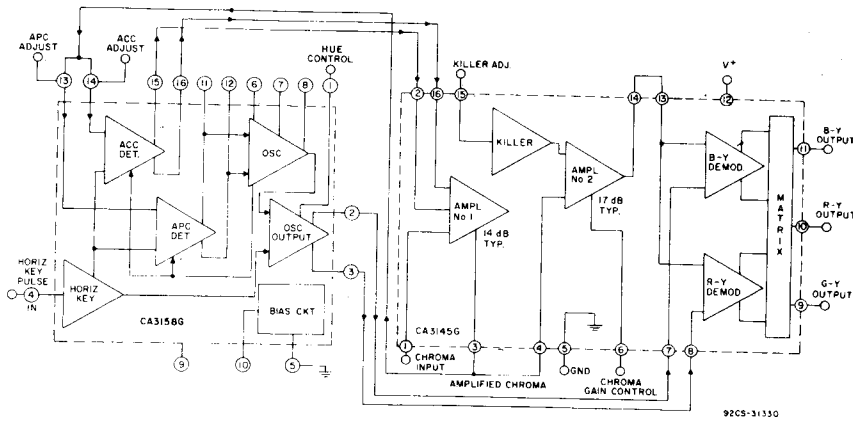 APC
ADJUST
ACC
ADJUST
HUE
CONTROL
KILLER ADJ.
V+
13
14
15
16
11
12
6
7
8
1
2
16
15
14
13
12
ACC
DET.
OSC
KILLER
B-Y
DEMOD
11
B-Y
OUTPUT
AMPL
No 1
14 dB
TYP.
AMPL
No 2
17 dB
TYP.
MATRIX
APC
DET
OSC
OUTPUT
2
3
10
R-Y
OUTPUT
HORIZ
KEY
PULSE
4
IN
HORIZ
KEY
BIAS CKT
R-Y
DEMOD
9
G-Y
OUTPUT
CA3158G
CA3145G
9
10
5
1
3
4
5
6
7
8
CHROMA
INPUT
AMPLIFIED CHROMA
GND
CHROMA
GAIN CONTROL
92CS-31330